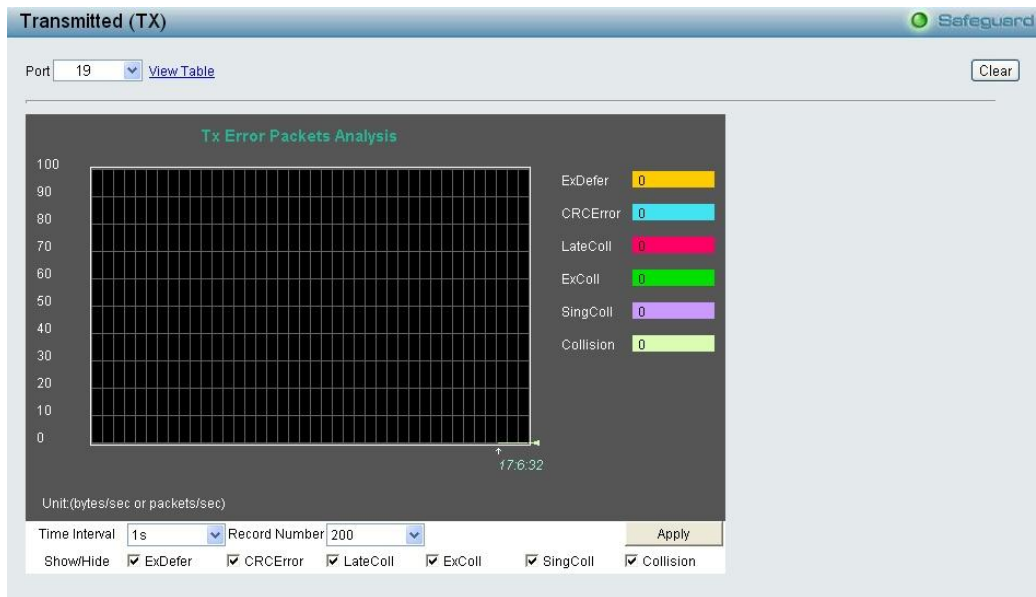 Transmitted (TX)
Safeguard
Port 19 View Table
Clear
Tx Error Packets Analysis
100
90
80
70
60
50
40
30
20
10
0
ExDefer 0
CRCError 0
LateColl 0
ExColl 0
SingColl 0
Collision 0
17:6:32
Unit:(bytes/sec or packets/sec)
Time Interval 1s Record Number 200 Apply
Show/Hide ExDefer CRCError LateColl ExColl SingColl Collision